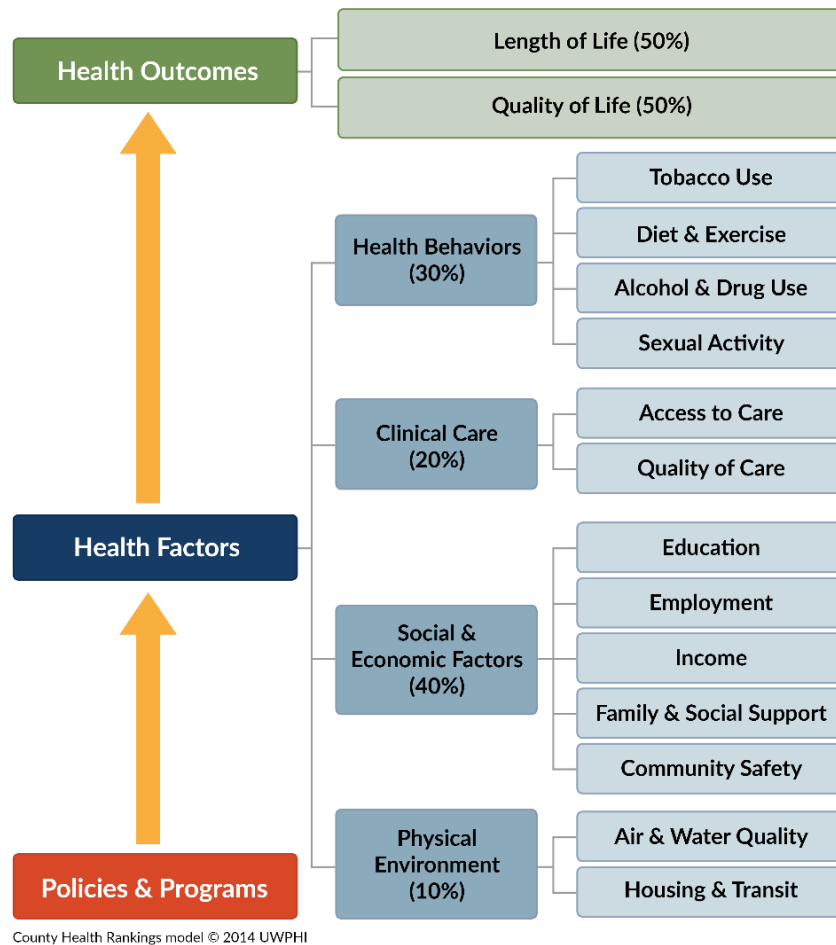 Health Outcomes
Length of Life (50%)
Quality of Life (50%)
Health Behaviors
(30%)
Tobacco Use
Diet & Exercise
Alcohol & Drug Use
Sexual Activity
Clinical Care
(20%)
Access to Care
Quality of Care
Health Factors
Social &
Economic Factors
(40%)
Education
Employment
Income
Family & Social Support
Community Safety
Physical
Environment
(10%)
Air & Water Quality
Housing & Transit
Policies & Programs
County Health Rankings model © 2014 UWPHI